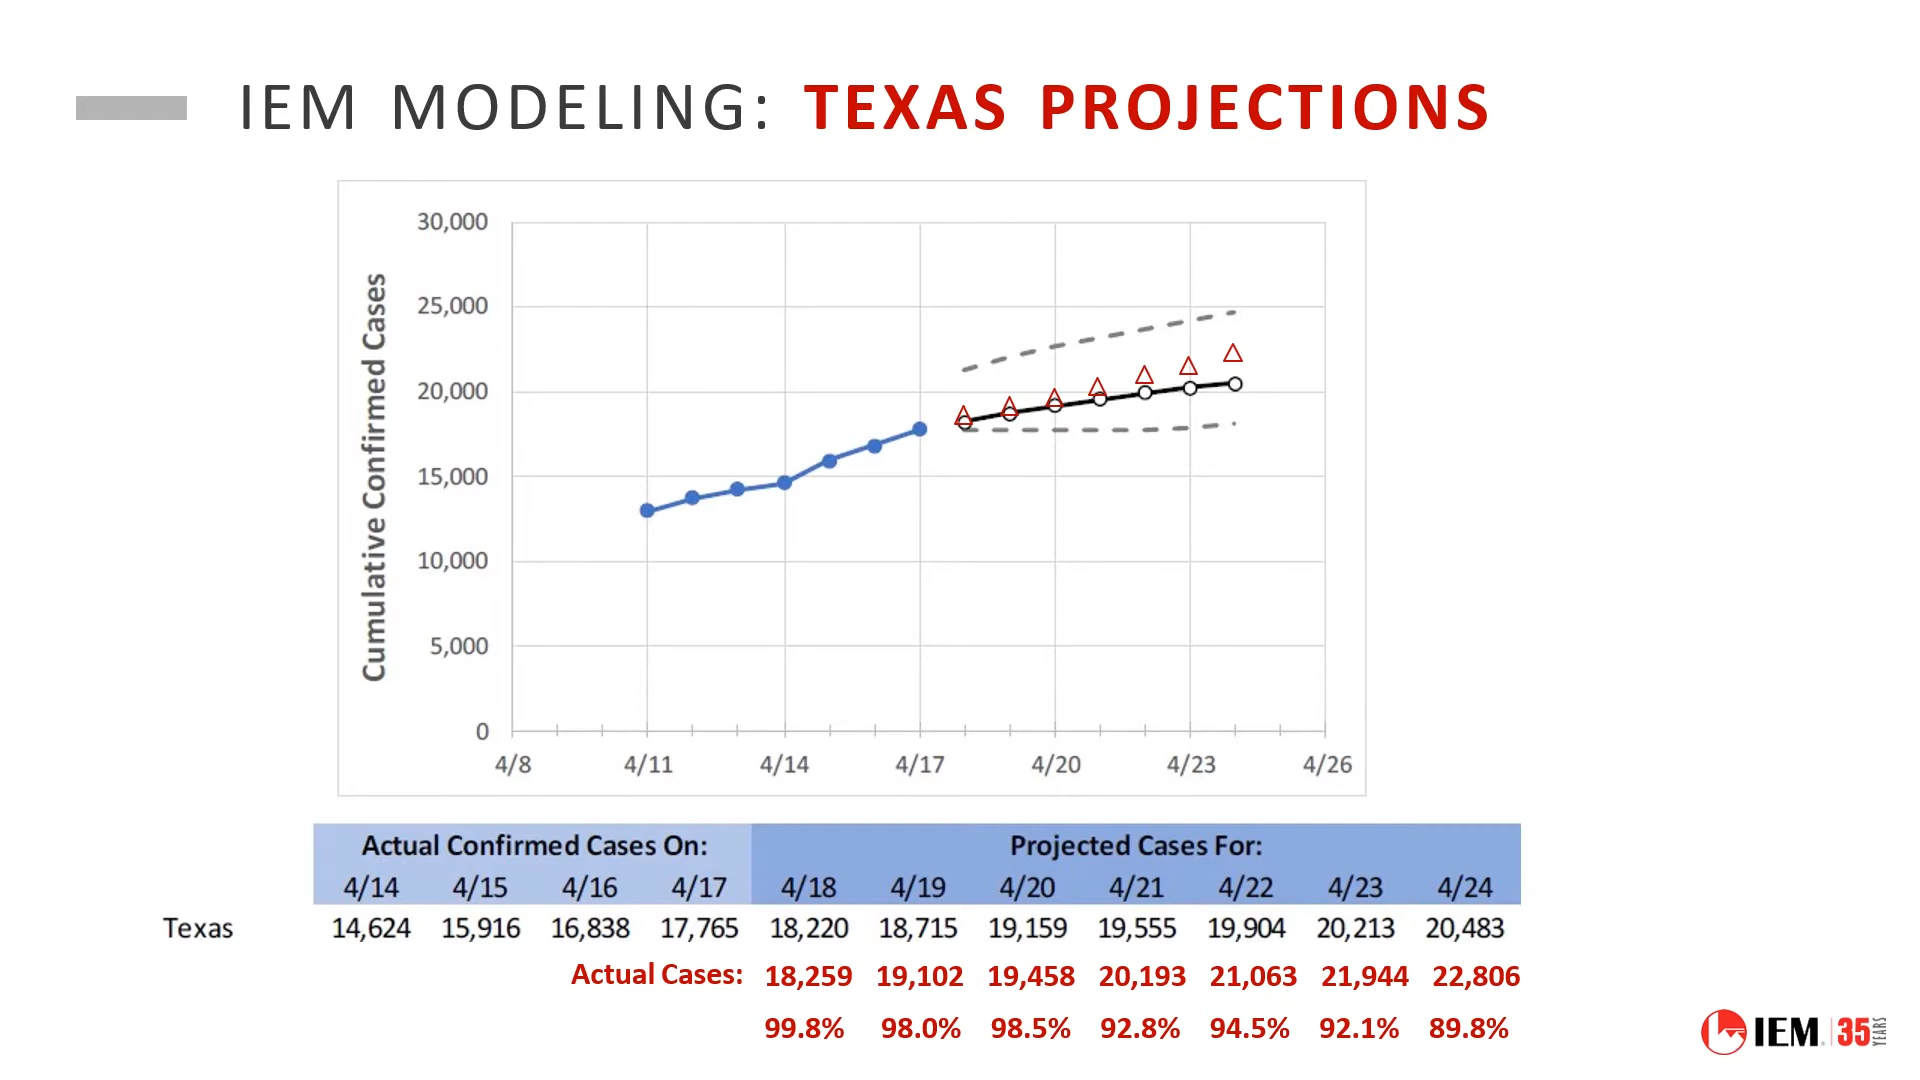 IEM MODELING: TEXAS PROJECTIONS
Cumulative Confirmed Cases
30,000
25,000
20,000
15,000
10,000
5,000
0
4/8 4/11 4/14 4/17 4/20 4/23 4/26
Actual Confirmed Cases On: Projected Cases For:
4/14 4/15 4/16 4/17 4/18 4/19 4/20 4/21 4/22 4/23 4/24
Texas 14,624 15,916 16,838 17,765 18,220 18,715 19,159 19,555 19,904 20,213 20,483
Actual Cases: 18,259 19,102 19,458 20,193 21,063 21,944 22,806
99.8% 98.0% 98.5% 92.8% 94.5% 92.1% 89.8%
IEM 35 YEARS